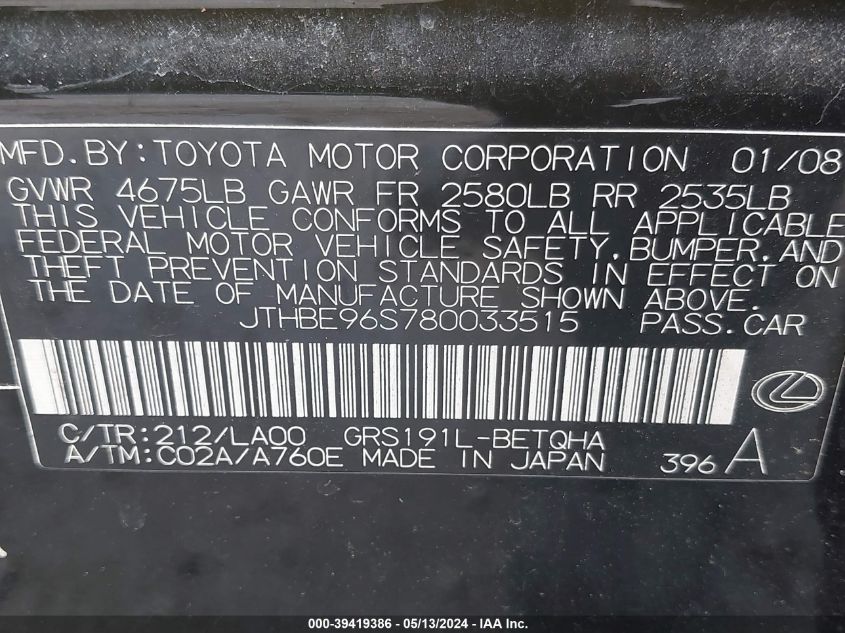 MFD.BY:TOYOTA MOTOR CORPORATION 01/08
GVWR 4675LB GAWR FR 2580LB RR 2535LB
THIS VEHICLE CONFORMS TO ALL APPLICABLE
FEDERAL MOTOR VEHICLE SAFETY,BUMPER,AND
THEFT PREVENTION STANDARDS IN EFFECT ON
THE DATE OF MANUFACTURE SHOWN ABOVE.
JTHBE96S780033515 PASS.CAR
C/TR:212/LA00 GRS191L-BETQHA
A/TM:C02A/A760E MADE IN JAPAN 396 A
000-39419386 - 05/13/2024 - IAA Inc.